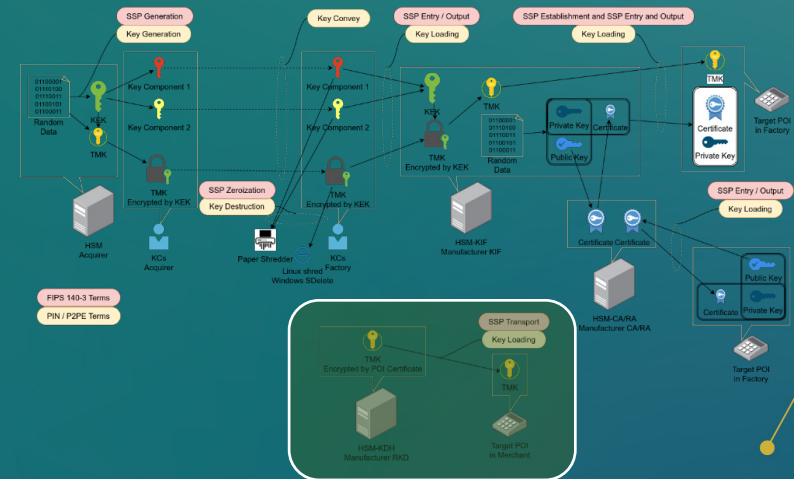 SSP Generation
Key Generation
Key Convey
SSP Entry / Output
Key Loading
SSP Establishment and SSP Entry and Output
Key Loading
01100001
01110100
01110011
01100101
01100011
Random
Data
KEK
TMK
HSM
Acquirer
Key Component 1
Key Component 2
TMK
Encrypted by KEK
KCs
Acquirer
SSP Zeroization
Key Destruction
Paper Shredder
Linux shred
Windows SDelete
Key Component 1
Key Component 2
TMK
Encrypted by KEK
KCs
Factory
KEK
TMK
TMK
Encrypted by KEK
01100001
01110100
01110011
01100101
01100011
Random
Data
HSM-KIF
Manufacturer KIF
Private Key
Certificate
Public Key
TMK
Certificate
Private Key
Target POI
in Factory
SSP Entry / Output
Key Loading
Certificate Certificate
HSM-CA/RA
Manufacturer CA/RA
Public Key
Certificate
Private Key
Target POI
in Factory
FIPS 140-3 Terms
PIN / P2PE Terms
SSP Transport
Key Loading
TMK
Encrypted by POI Certificate
TMK
HSM-KDH
Manufacturer RKD
Target POI
in Merchant